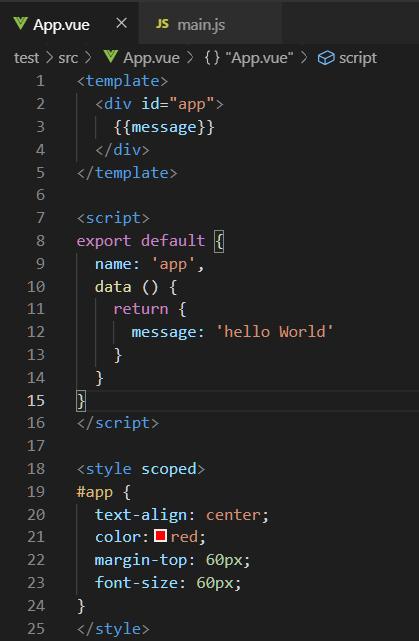 App.vue × JS main.js
test > src > App.vue > {} "App.vue" > script
1 <template>
2 <div id="app">
3 {{message}}
4 </div>
5 </template>
6
7 <script>
8 export default {
9 name: 'app',
10 data () {
11 return {
12 message: 'hello World'
13 }
14 }
15 }
16 </script>
17
18 <style scoped>
19 #app {
20 text-align: center;
21 color: red;
22 margin-top: 60px;
23 font-size: 60px;
24 }
25 </style>